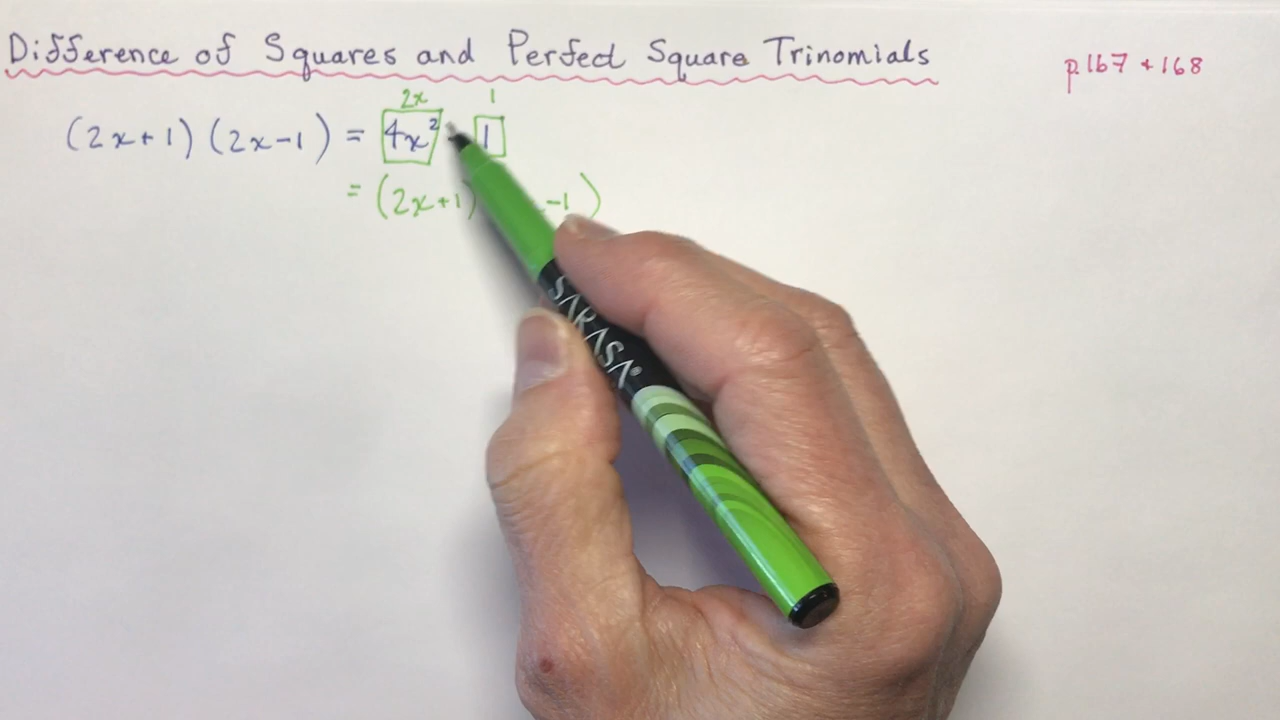 Difference of Squares and Perfect Square Trinomials
p.167 + 168
2x 1
(2x+1) (2x-1) = 4x² 1
= (2x+1) -1)
SARASA®